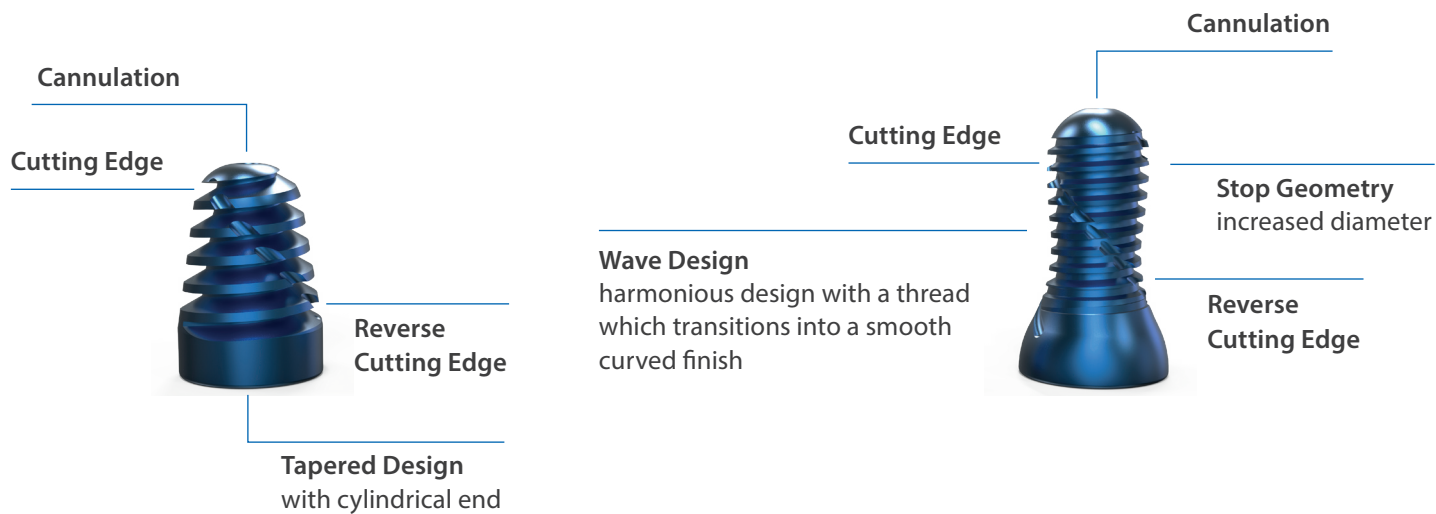 Cannulation
Cutting Edge
Reverse
Cutting Edge
Tapered Design
with cylindrical end
Cannulation
Cutting Edge
Stop Geometry
increased diameter
Wave Design
harmonious design with a thread
which transitions into a smooth
curved finish
Reverse
Cutting Edge